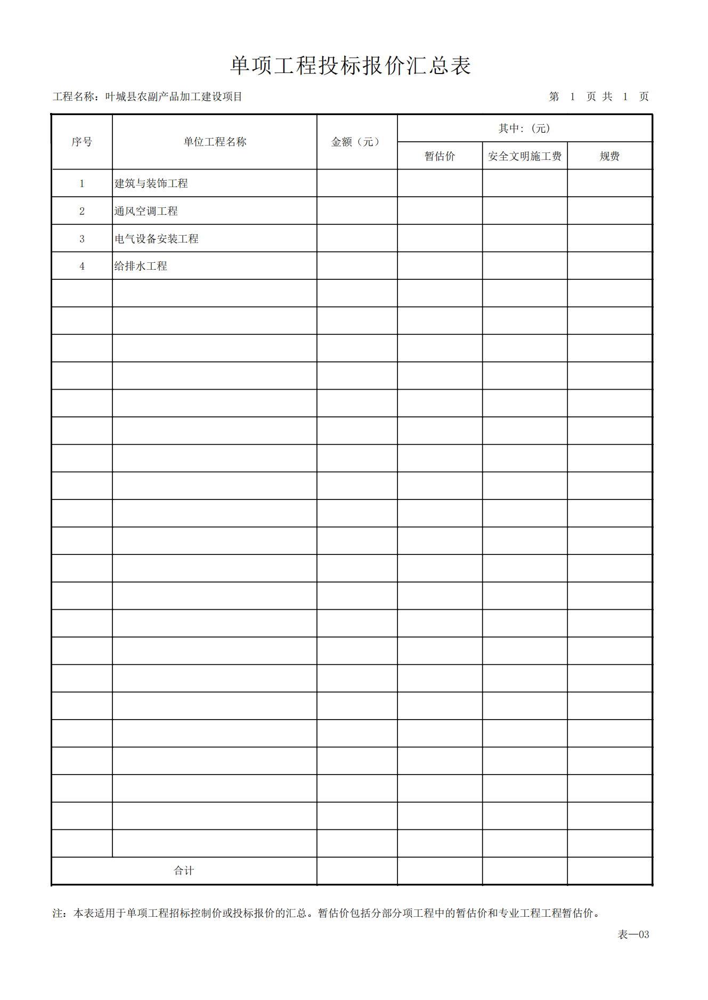 单项工程投标报价汇总表
工程名称：叶城县农副产品加工建设项目 第 1 页 共 1 页
序号 单位工程名称 金额（元） 其中:（元）
暂估价 安全文明施工费 规费
1 建筑与装饰工程
2 通风空调工程
3 电气设备安装工程
4 给排水工程
合计
注：本表适用于单项工程招标控制价或投标报价的汇总。暂估价包括分部分项工程中的暂估价和专业工程工程暂估价。
表—03